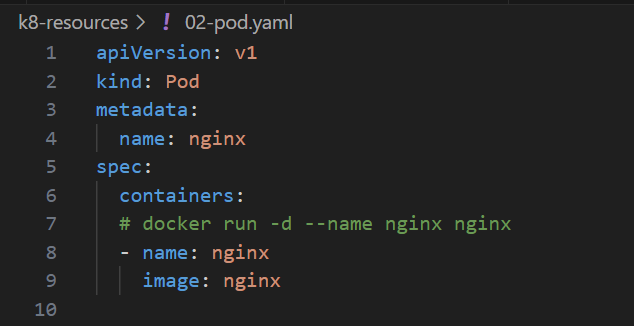 k8-resources > ! 02-pod.yaml
1 apiVersion: v1
2 kind: Pod
3 metadata:
4   name: nginx
5 spec:
6   containers:
7   # docker run -d --name nginx nginx
8   - name: nginx
9     image: nginx
10